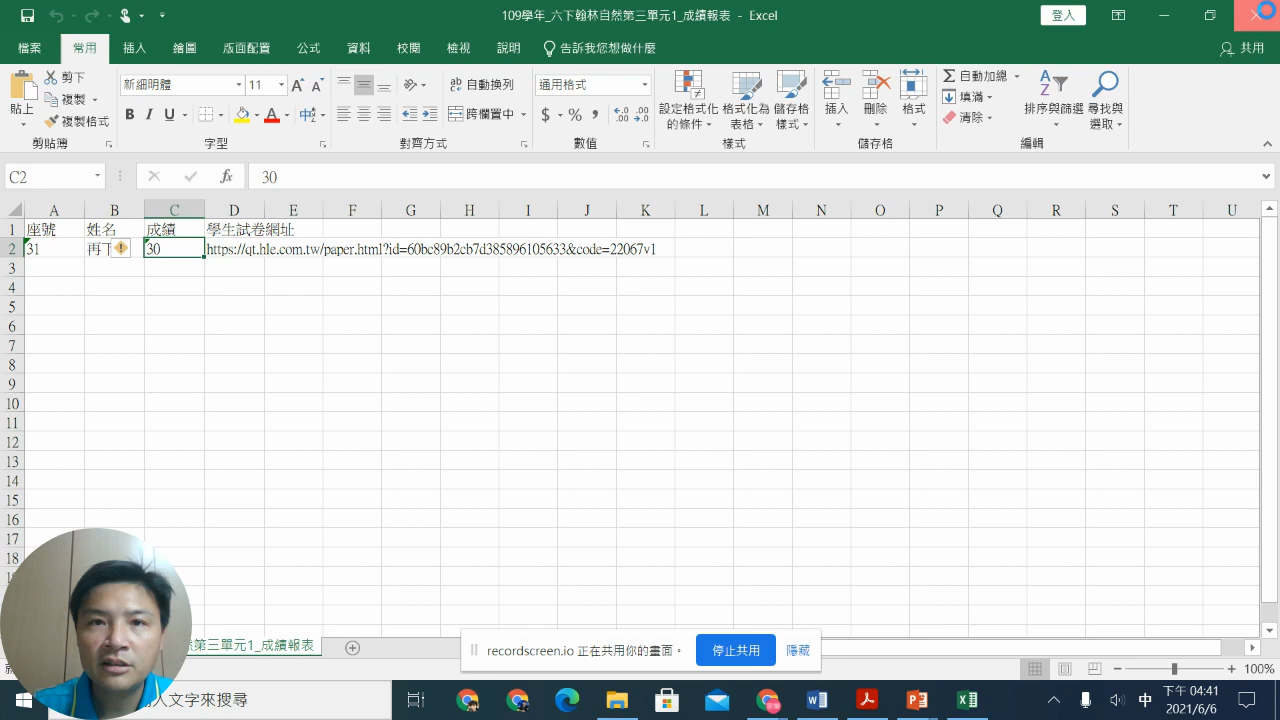 109學年_六下翰林自然第三單元1_成績報表 - Excel
登入
檔案 常用 插入 繪圖 版面配置 公式 資料 校閱 檢視 說明 告訴我您想做什麼 共用
貼上
剪下
複製
複製格式
剪貼簿
新細明體 11
B I U
字型
自動換列
跨欄置中
對齊方式
通用格式
$ % ,
數值
設定格式化的條件
格式化為表格
儲存格樣式
樣式
插入 刪除 格式
儲存格
自動加總
填滿
清除
排序與篩選
尋找與選取
編輯
C2 fx 30
A B C D E F G H I J K L M N O P Q R S T U
1 座號 姓名 成績 學生試卷網址
2 31 再 30 https://qt.hle.com.tw/paper.html?id=60bc89b2cb7d385896105633&code=22067v1
3
4
5
6
7
8
9
10
11
12
13
14
15
16
17
18
第三單元1_成績報表
recordscreen.io 正在共用你的畫面。 停止共用 隱藏
100%
文字來搜尋
中
下午 04:41
2021/6/6